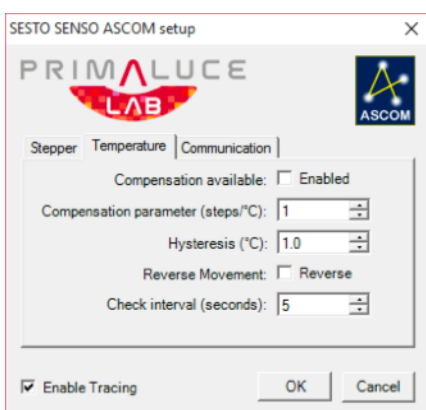 SESTO SENSO ASCOM setup
PRIMALUCE
LAB
ASCOM
Stepper Temperature Communication
Compensation available: Enabled
Compensation parameter (steps/°C): 1
Hysteresis (°C): 1.0
Reverse Movement: Reverse
Check interval (seconds): 5
Enable Tracing OK Cancel